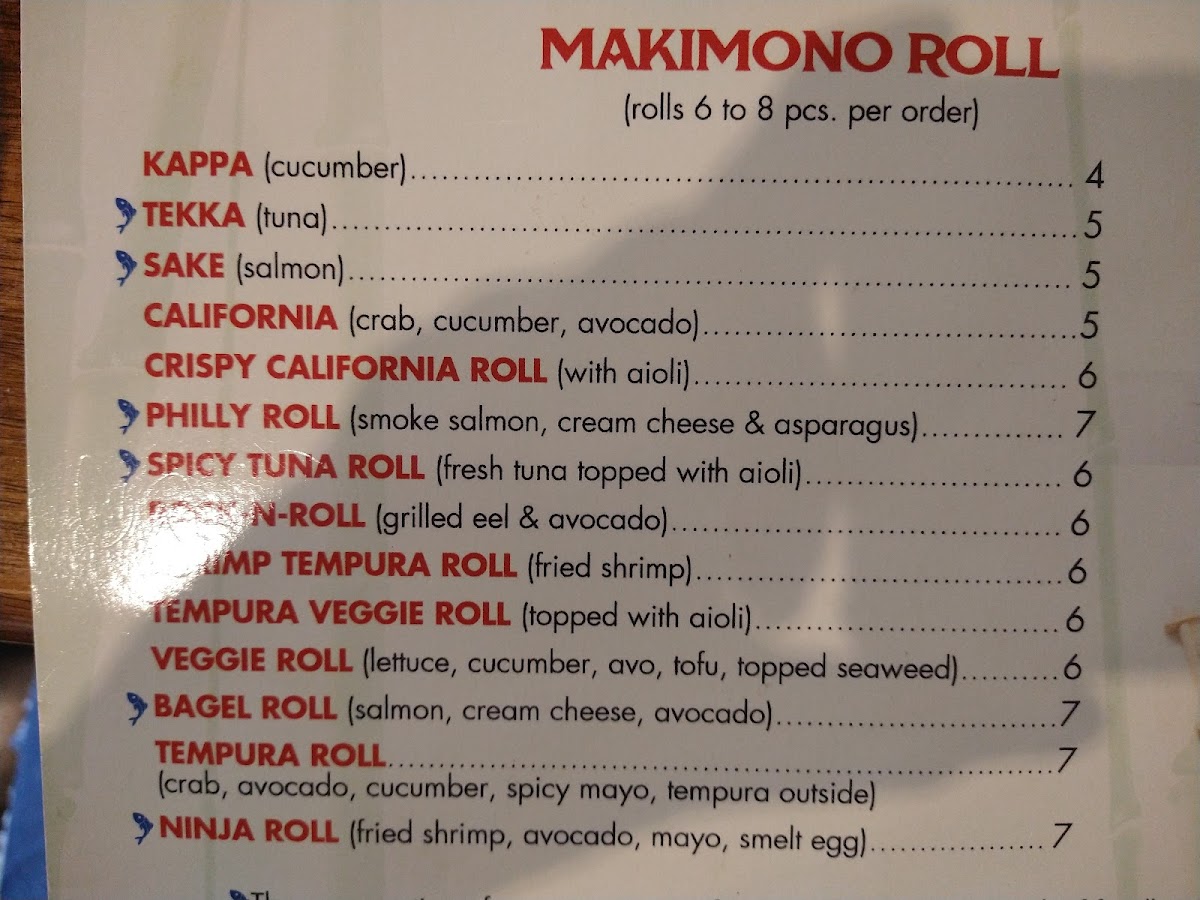 MAKIMONO ROLL
(rolls 6 to 8 pcs. per order)
KAPPA (cucumber)........................................................................ 4
TEKKA (tuna)........................................................................ 5
SAKE (salmon)........................................................................ 5
CALIFORNIA (crab, cucumber, avocado)........................................ 5
CRISPY CALIFORNIA ROLL (with aioli)........................................ 6
PHILLY ROLL (smoke salmon, cream cheese & asparagus).............. 7
SPICY TUNA ROLL (fresh tuna topped with aioli)........................... 6
ROCK-N-ROLL (grilled eel & avocado)........................................ 6
SHRIMP TEMPURA ROLL (fried shrimp)........................................ 6
TEMPURA VEGGIE ROLL (topped with aioli)................................. 6
VEGGIE ROLL (lettuce, cucumber, avo, tofu, topped seaweed).......... 6
BAGEL ROLL (salmon, cream cheese, avocado).............................. 7
TEMPURA ROLL.................................................................. 7
(crab, avocado, cucumber, spicy mayo, tempura outside)
NINJA ROLL (fried shrimp, avocado, mayo, smelt egg).................. 7